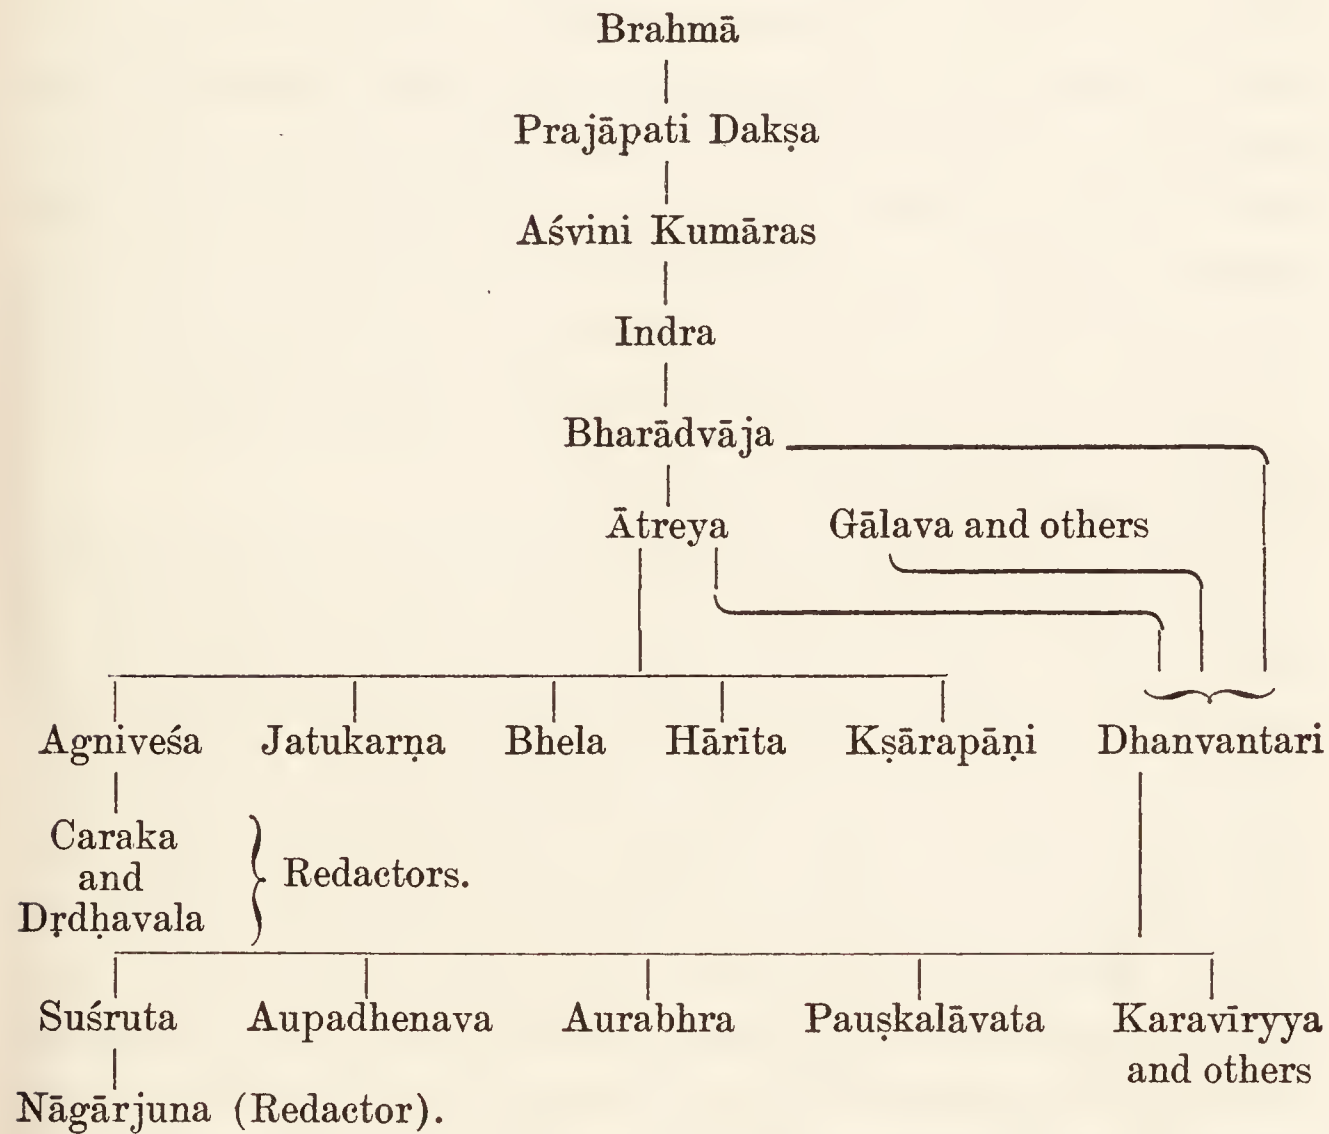 Brahmā
Prajāpati Dakṣa
Aśvini Kumāras
Indra
Bharādvāja
Ātreya
Gālava and others
Agniveśa
Jatukarṇa
Bhela
Hārīta
Kṣārapāṇi
Dhanvantari
Caraka
and
Dṛdḥavala
Redactors.
Suśruta
Aupadhenava
Aurabhra
Pauṣkalāvata
Karavīryya
and others
Nāgārjuna (Redactor).